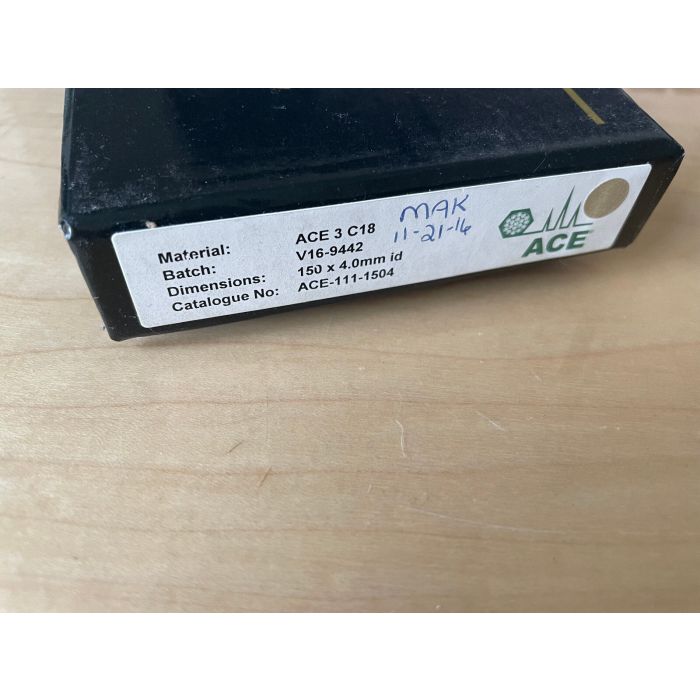 Material: ACE 3 C18
Batch: V16-9442
Dimensions: 150 x 4.0mm id
Catalogue No: ACE-111-1504
MAK
11-21-16
ACE